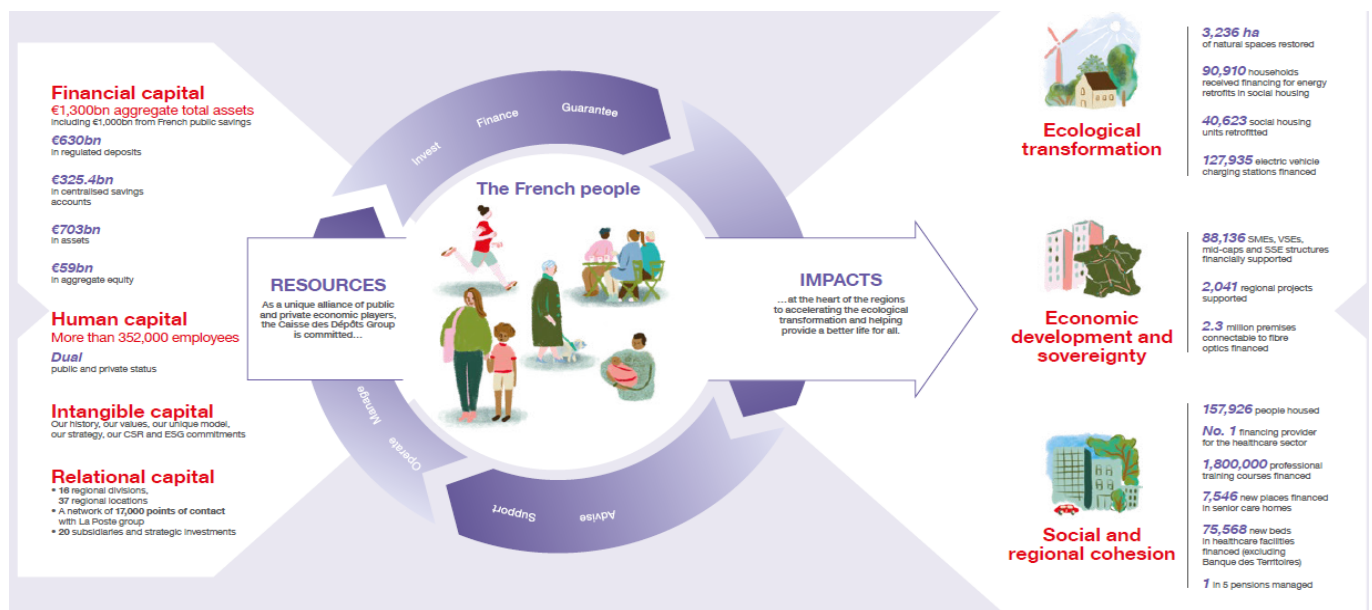 Financial capital
€1,300bn aggregate total assets
including €1,000bn from French public savings
€630bn
in regulated deposits
€325.4bn
in centralised savings
accounts
€703bn
in assets
€59bn
in aggregate equity
Human capital
More than 352,000 employees
Dual
public and private status
Intangible capital
Our history, our values, our unique model,
our strategy, our CSR and ESG commitments
Relational capital
• 16 regional divisions,
37 regional locations
• A network of 17,000 points of contact
with La Poste group
• 20 subsidiaries and strategic investments
RESOURCES
As a unique alliance of public
and private economic players,
the Caisse des Dépôts Group
is committed…
Invest
Finance
Guarantee
The French people
Manage
Operate
Support
Advise
IMPACTS
…at the heart of the regions
to accelerating the ecological
transformation and helping
provide a better life for all.
Ecological
transformation
3,236 ha
of natural spaces restored
90,910 households
received financing for energy
retrofits in social housing
40,623 social housing
units retrofittted
127,935 electric vehicle
charging stations financed
Economic
development and
sovereignty
88,136 SMEs, VSEs,
mid-caps and SSE structures
financially supported
2,041 regional projects
supported
2.3 million premises
connectable to fibre
optics financed
Social and
regional cohesion
157,926 people housed
No. 1 financing provider
for the healthcare sector
1,800,000 professional
training courses financed
7,546 new places financed
in senior care homes
75,568 new beds
in healthcare facilities
financed (excluding
Banque des Territoires)
1 in 5 pensions managed